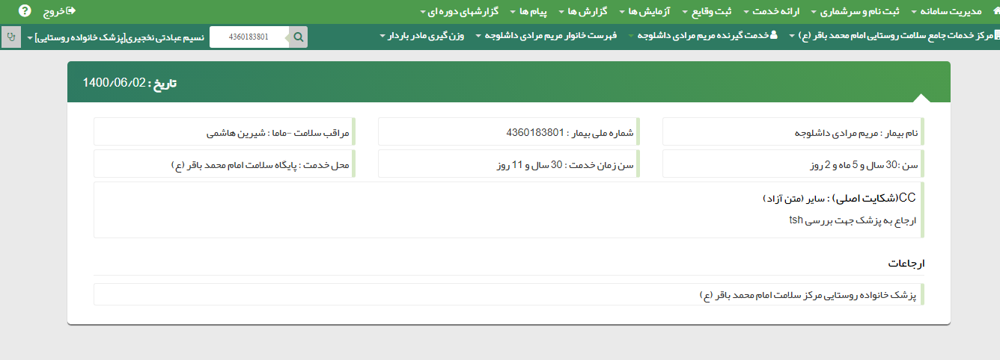 مدیریت سامانه ثبت نام و سرشماری ارائه خدمت ثبت وقایع آزمایش ها گزارش ها پیام ها گزارشهای دوره ای خروج
مرکز خدمات جامع سلامت روستایی امام محمد باقر (ع) خدمت گیرنده مریم مرادی داشلوجه فهرست خانوار مریم مرادی داشلوجه وزن گیری مادر باردار 4360183801 نسیم عبادتی نخجیری[پزشک خانواده روستایی]
تاریخ : 1400/06/02
نام بیمار : مریم مرادی داشلوجه شماره ملی بیمار : 4360183801 مراقب سلامت -ماما : شیرین هاشمی
سن :30 سال و 5 ماه و 2 روز سن زمان خدمت : 30 سال و 11 روز محل خدمت : پایگاه سلامت امام محمد باقر (ع)
CC(شکایت اصلی) : سایر (متن آزاد)
ارجاع به پزشک جهت بررسی tsh
ارجاعات
پزشک خانواده روستایی مرکز سلامت امام محمد باقر (ع)